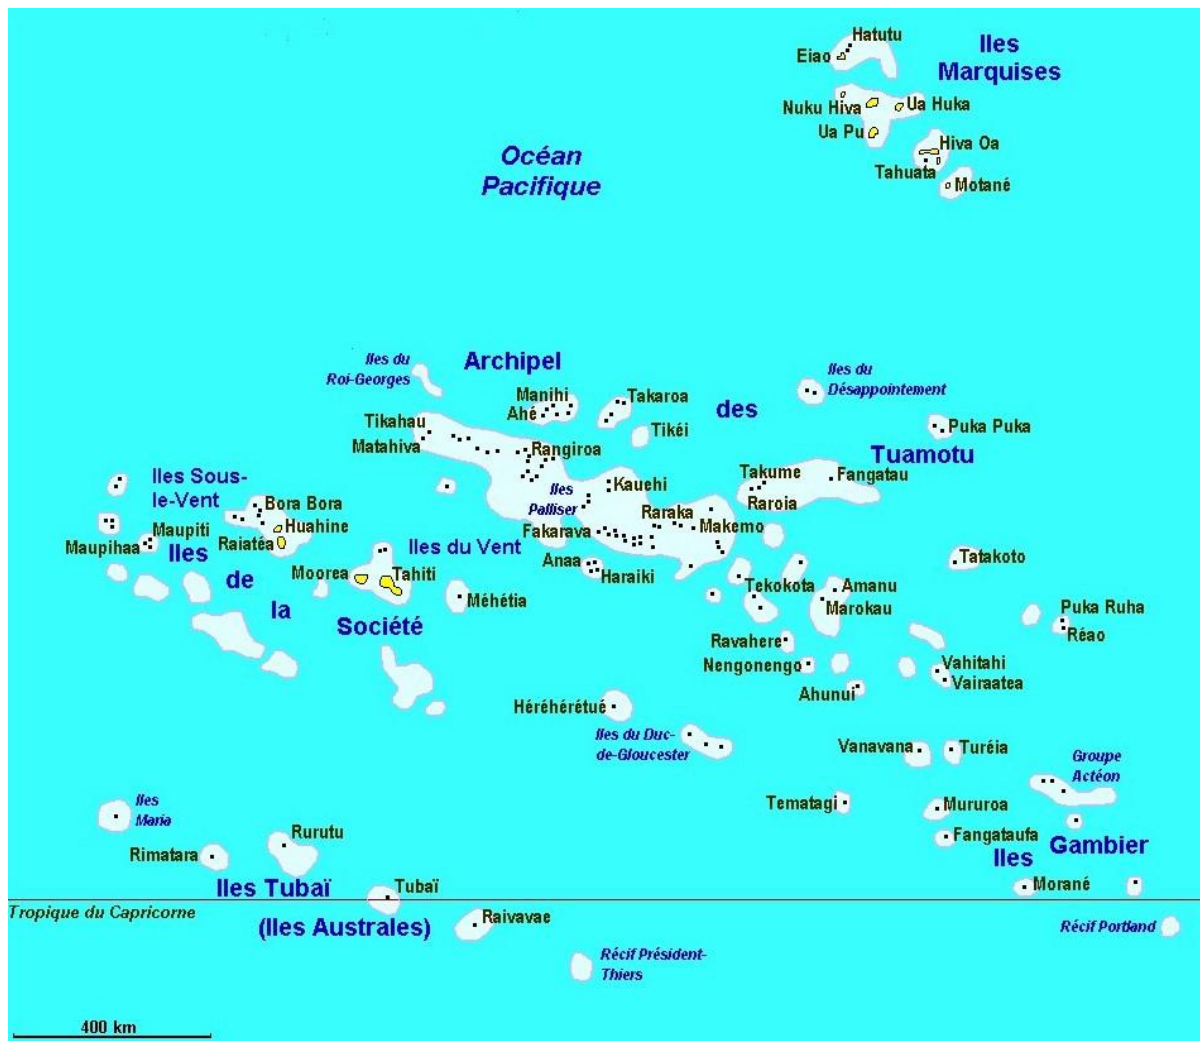 Hatutu
Iles
Marquises
Eiao
Nuku Hiva
Ua Huka
Ua Pu
Hiva Oa
Tahuata
Motané
Océan
Pacifique
Iles du
Roi-Georges
Archipel
des
Tuamotu
Iles du
Désappointement
Manihi
Ahé
Takaroa
Tikéi
Puka Puka
Tikahau
Matahiva
Rangiroa
Takume
Fangatau
Raroia
Iles Sous-
le-Vent
Kauehi
Iles
Palliser
Raraka
Makemo
Bora Bora
Huahine
Maupiti
Maupihaa
Raiatéa
Fakarava
Iles
de
la
Société
Iles du Vent
Anaa
Haraiki
Tatakoto
Moorea
Tahiti
Méhétia
Tekokota
Amanu
Marokau
Puka Ruha
Réao
Ravahere
Nengonengo
Vahitahi
Vairaatea
Ahunui
Héréhérétué
Iles du Duc-
de-Gloucester
Vanavana
Turéia
Groupe
Actéon
Iles
Maria
Tematagi
Mururoa
Rurutu
Rimatara
Fangataufa
Iles
Gambier
Iles Tubaï
Tubaï
Morané
Tropique du Capricorne
(Iles Australes)
Raivavae
Récif Portland
Récif Président-
Thiers
400 km